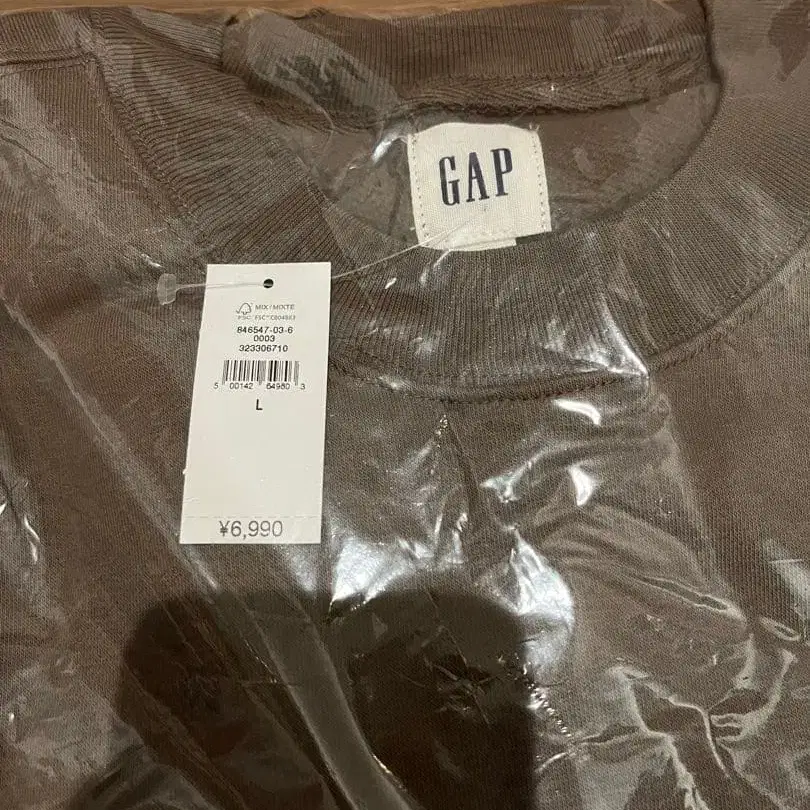 GAP
MIX / MIXTE
846547-03-6
0003
323306710
5 00142 64980 3
L
¥6,990